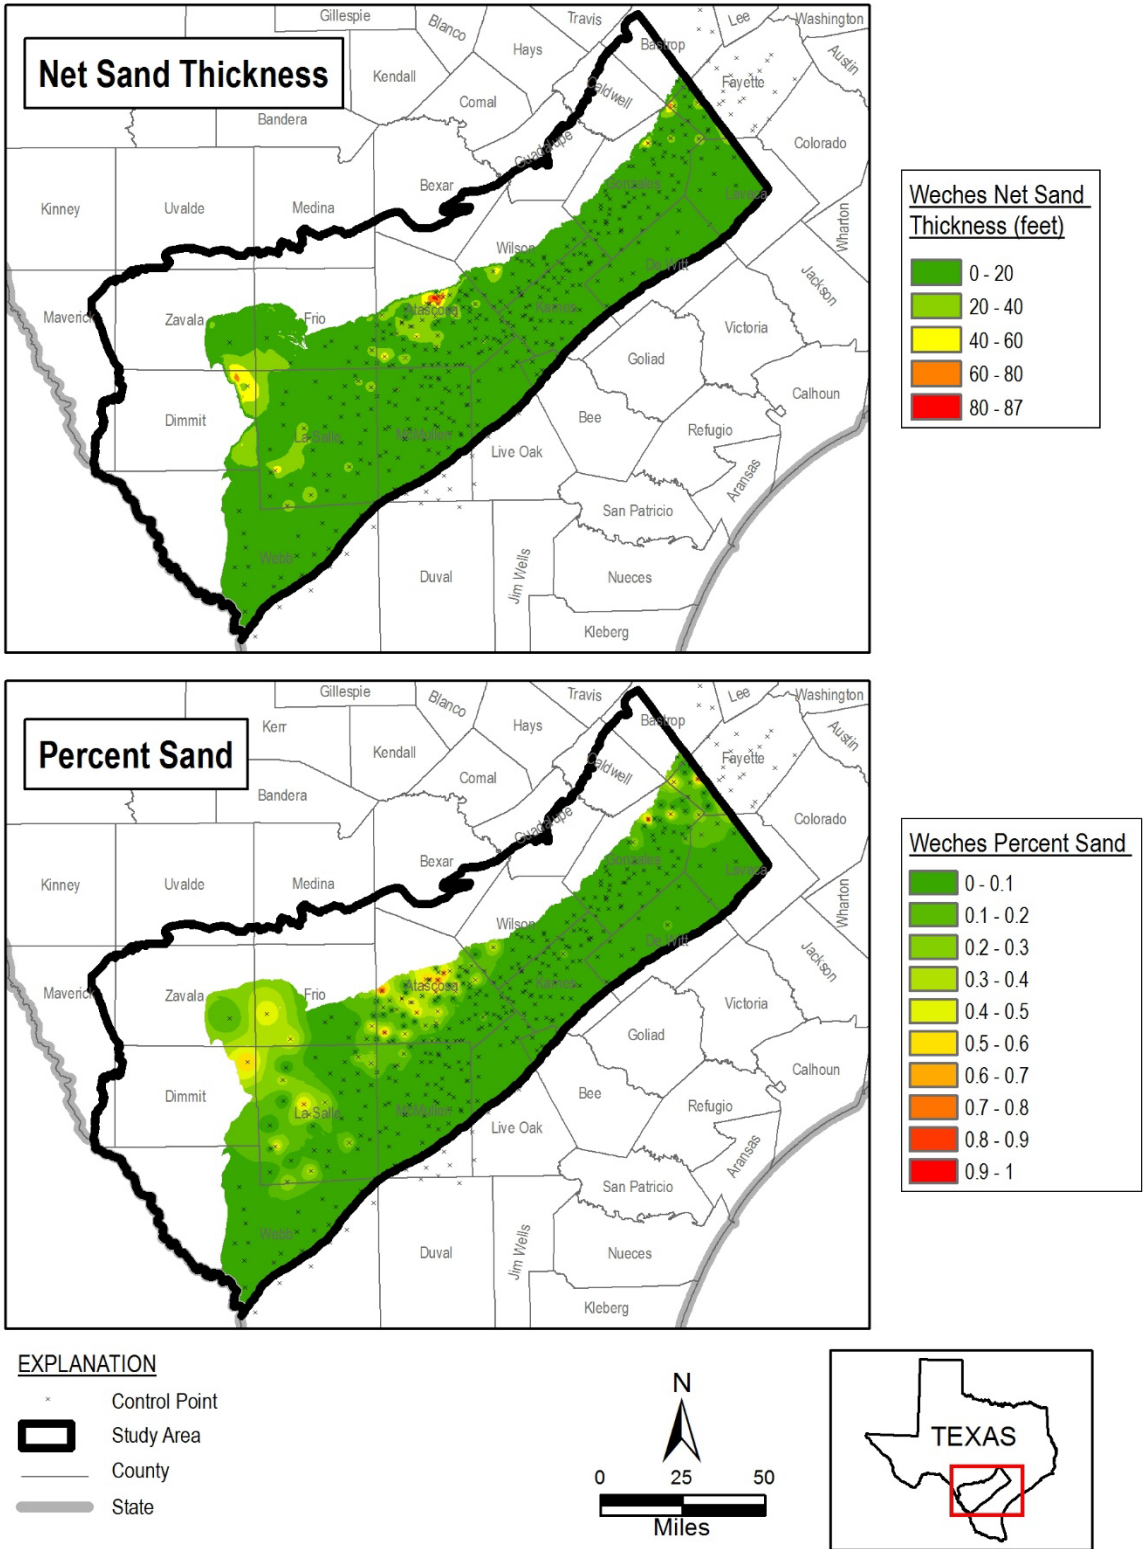 Gillespie
Blanco
Travis
Lee
Washington
Net Sand Thickness
Hays
Bastrop
Austin
Kendall
Caldwell
Fayette
Comal
Bandera
Guadalupe
Colorado
Bexar
Gonzales
Lavaca
Kinney
Uvalde
Medina
Wharton
Wilson
De Witt
Jackson
Maverick
Zavala
Frio
Atascosa
Karnes
Victoria
Goliad
Calhoun
Dimmit
Bee
La Salle
McMullen
Refugio
Live Oak
Aransas
San Patricio
Webb
Duval
Jim Wells
Nueces
Kleberg
Weches Net Sand
Thickness (feet)
0 - 20
20 - 40
40 - 60
60 - 80
80 - 87
Gillespie
Blanco
Travis
Lee
Washington
Kerr
Hays
Bastrop
Austin
Percent Sand
Kendall
Caldwell
Fayette
Comal
Bandera
Guadalupe
Colorado
Bexar
Gonzales
Lavaca
Kinney
Uvalde
Medina
Wharton
Wilson
De Witt
Jackson
Maverick
Zavala
Frio
Atascosa
Karnes
Victoria
Goliad
Calhoun
Dimmit
Bee
La Salle
McMullen
Refugio
Live Oak
Aransas
San Patricio
Webb
Duval
Jim Wells
Nueces
Kleberg
Weches Percent Sand
0 - 0.1
0.1 - 0.2
0.2 - 0.3
0.3 - 0.4
0.4 - 0.5
0.5 - 0.6
0.6 - 0.7
0.7 - 0.8
0.8 - 0.9
0.9 - 1
EXPLANATION
Control Point
Study Area
County
State
N
0 25 50
Miles
TEXAS